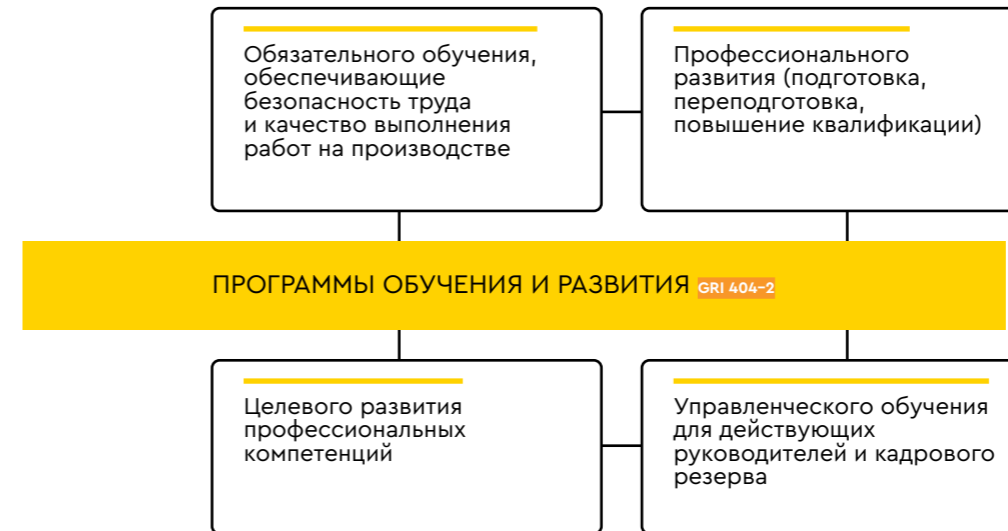 Обязательного обучения,
обеспечивающие
безопасность труда
и качество выполнения
работ на производстве
Профессионального
развития (подготовка,
переподготовка,
повышение квалификации)
ПРОГРАММЫ ОБУЧЕНИЯ И РАЗВИТИЯ GRI 404-2
Целевого развития
профессиональных
компетенций
Управленческого обучения
для действующих
руководителей и кадрового
резерва